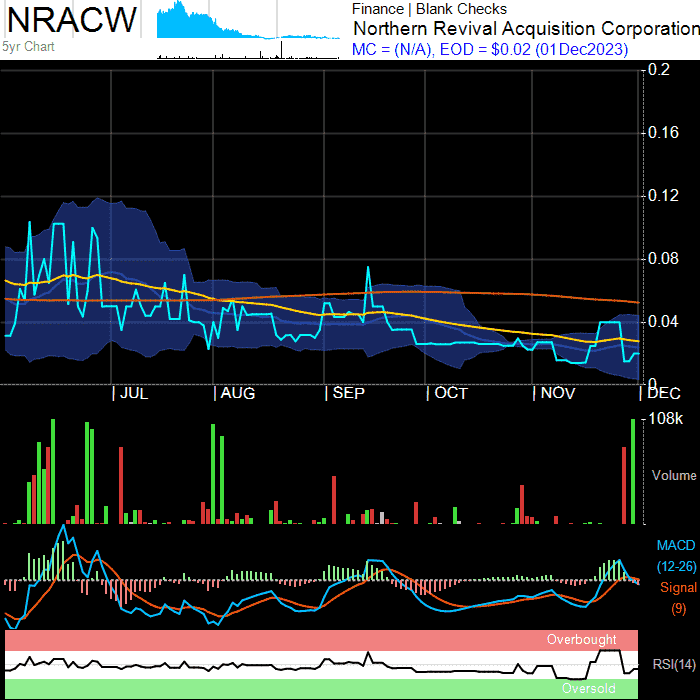 NRACW
5yr Chart
Finance | Blank Checks
Northern Revival Acquisition Corporation
MC = (N/A), EOD = $0.02 (01Dec2023)
0.2
0.16
0.12
0.08
0.04
0
JUL AUG SEP OCT NOV DEC
108k
Volume
MACD
(12-26)
Signal
(9)
Overbought
RSI(14)
Oversold